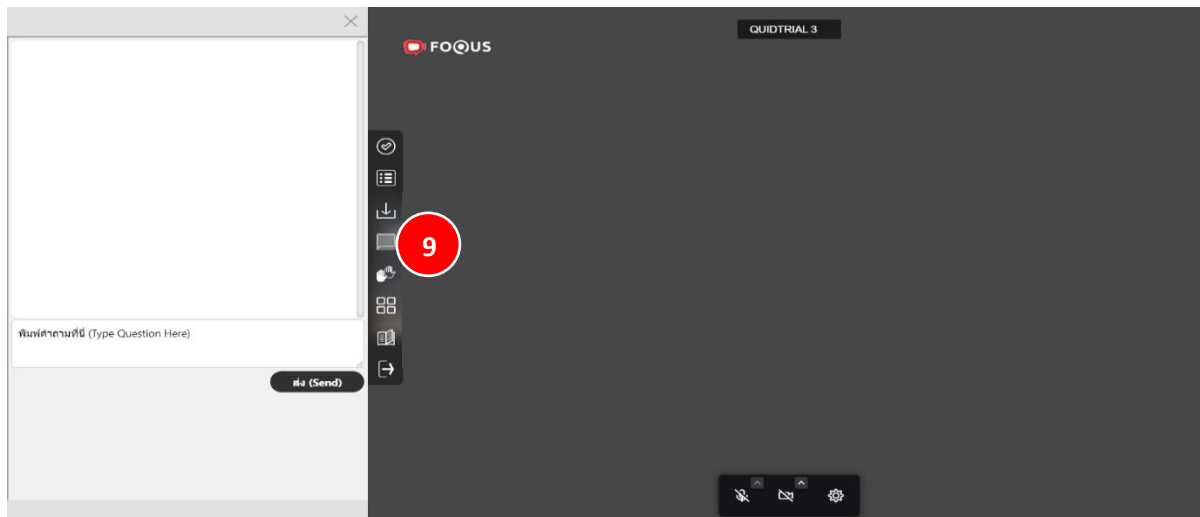 QUIDTRIAL 3
FOQUS
9
พิมพ์คำถามที่นี่ (Type Question Here)
ส่ง (Send)